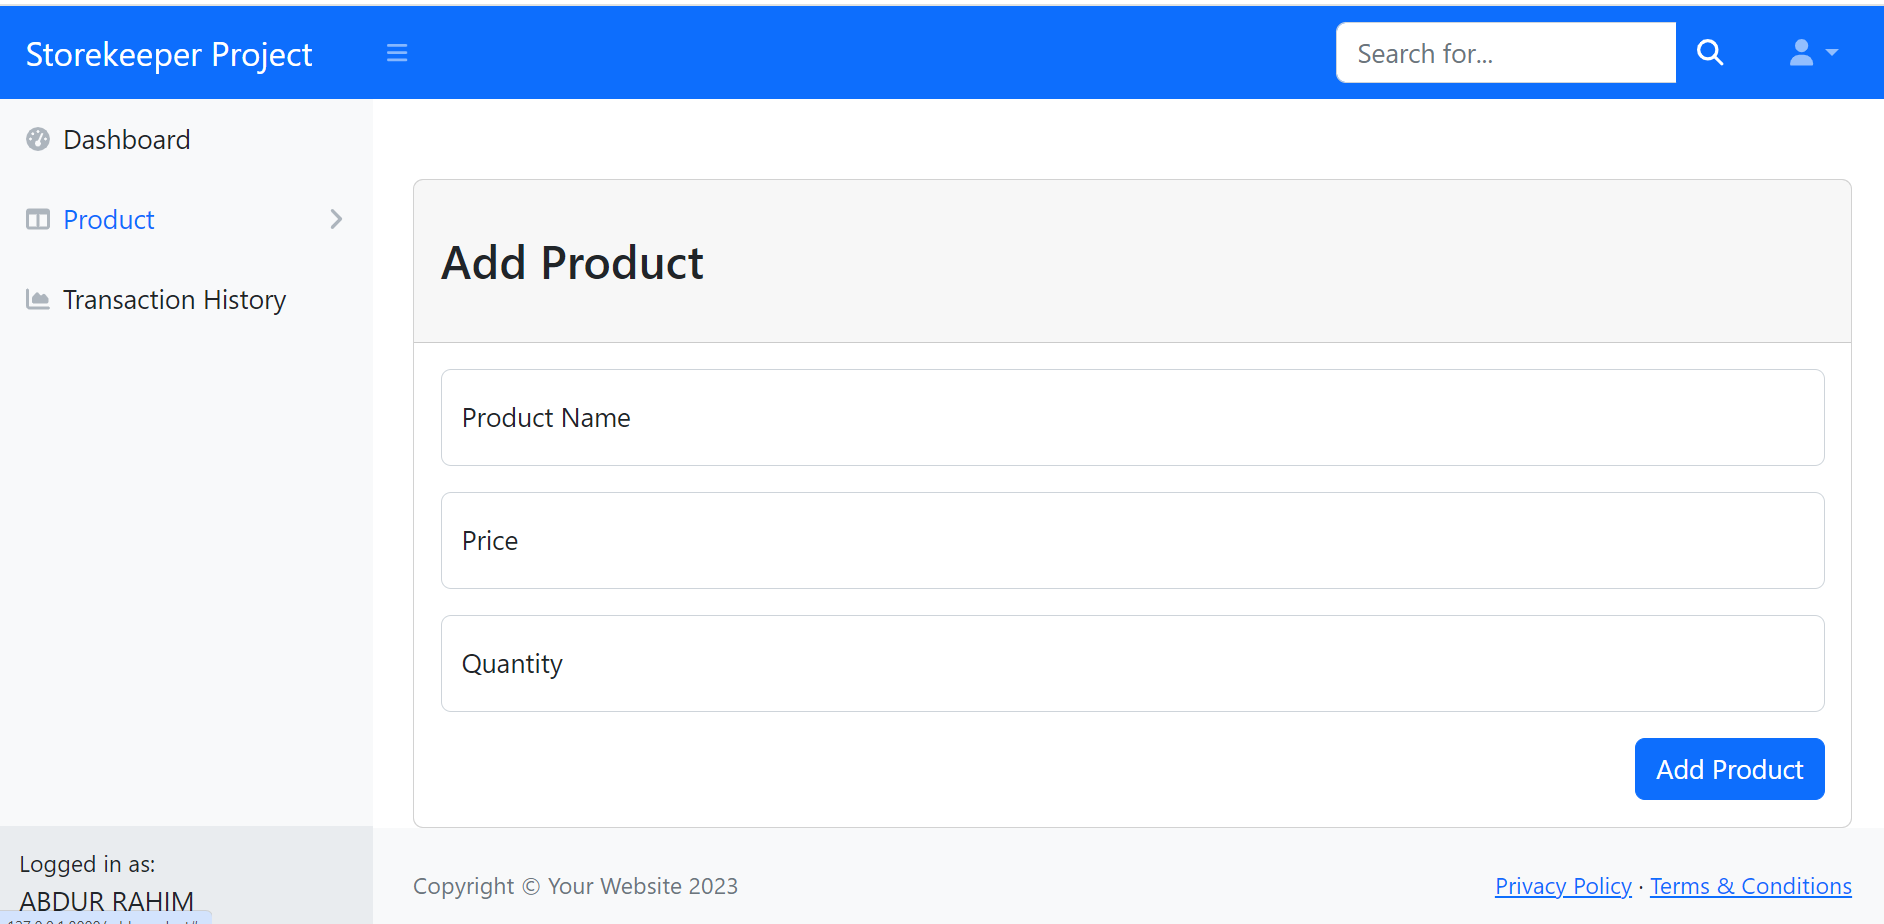 Storekeeper Project
Search for...
Dashboard
Product
Transaction History
Add Product
Product Name
Price
Quantity
Add Product
Logged in as:
ABDUR RAHIM
Copyright © Your Website 2023
Privacy Policy · Terms & Conditions